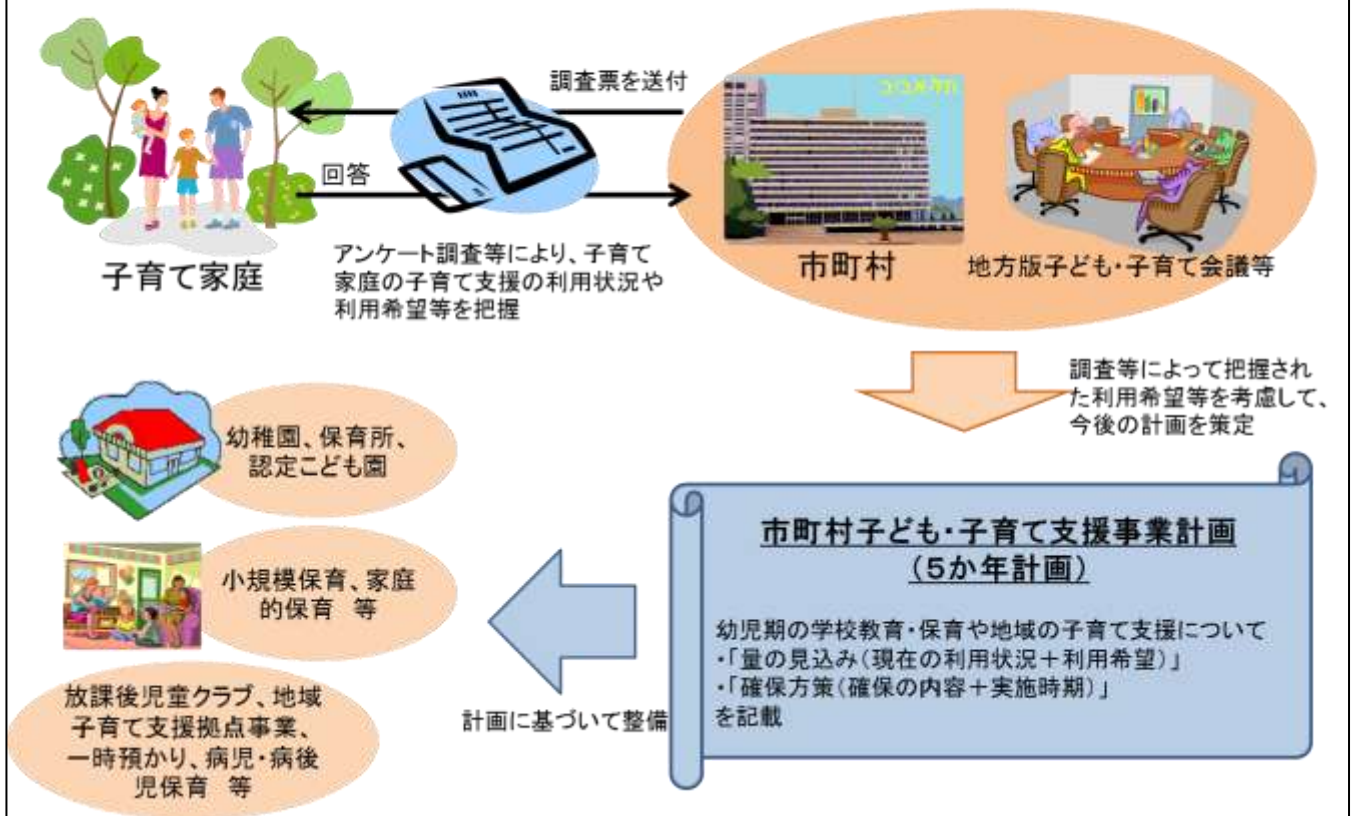 調査票を送付
回答
アンケート調査等により、子育て
家庭の子育て支援の利用状況や
利用希望等を把握
子育て家庭
תל אביב
市町村
地方版子ども・子育て会議等
調査等によって把握され
た利用希望等を考慮して、
今後の計画を策定
市町村子ども・子育て支援事業計画
(5か年計画)
幼児期の学校教育・保育や地域の子育て支援について
・「量の見込み(現在の利用状況+利用希望)」
・「確保方策(確保の内容+実施時期)」
を記載
計画に基づいて整備
幼稚園、保育所、
認定こども園
小規模保育、家庭
的保育 等
放課後児童クラブ、地域
子育て支援拠点事業、
一時預かり、病児・病後
児保育 等